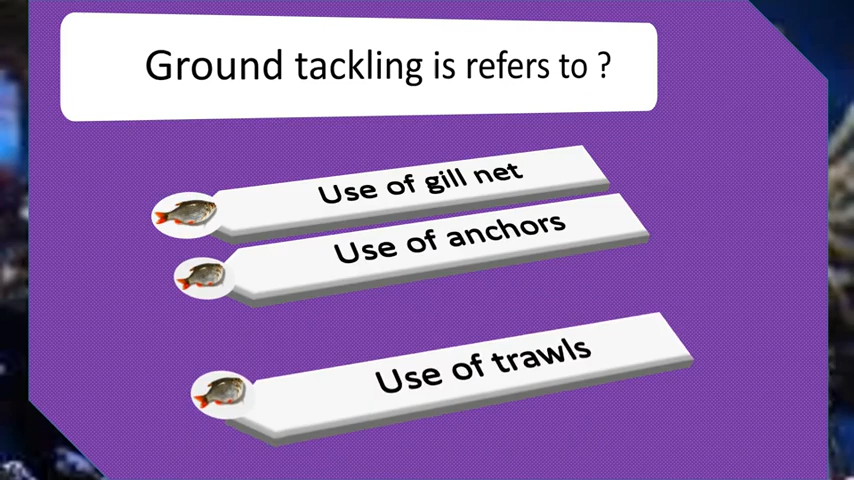 Ground tackling is refers to ?
Use of gill net
Use of anchors
Use of trawls